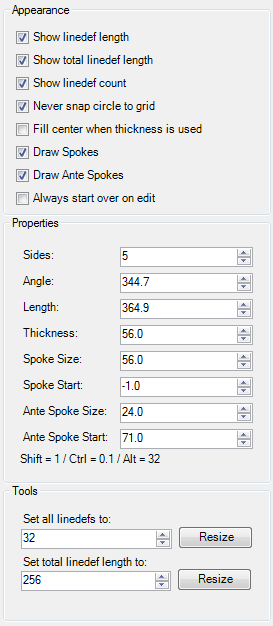 Appearance
Show linedef length
Show total linedef length
Show linedef count
Never snap circle to grid
Fill center when thickness is used
Draw Spokes
Draw Ante Spokes
Always start over on edit
Properties
Sides: 5
Angle: 344.7
Length: 364.9
Thickness: 56.0
Spoke Size: 56.0
Spoke Start: -1.0
Ante Spoke Size: 24.0
Ante Spoke Start: 71.0
Shift = 1 / Ctrl = 0.1 / Alt = 32
Tools
Set all linedefs to:
32 Resize
Set total linedef length to:
256 Resize